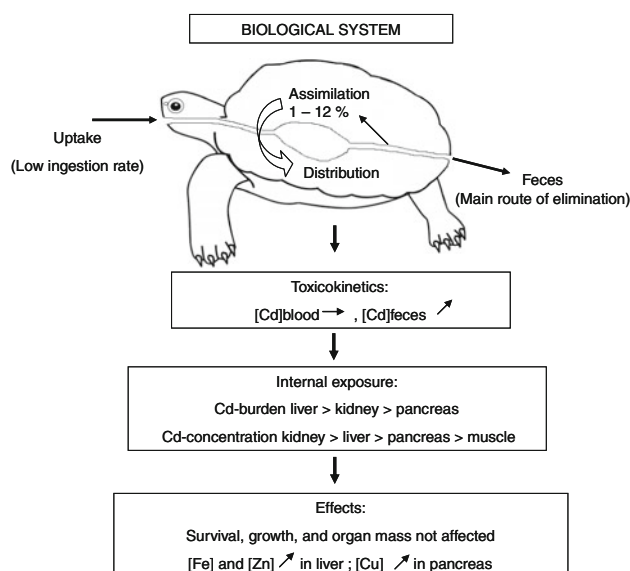 BIOLOGICAL SYSTEM
Assimilation
1 – 12 %
Uptake
(Low ingestion rate)
Distribution
Feces
(Main route of elimination)
Toxicokinetics:
[Cd]blood → , [Cd]feces ↗
Internal exposure:
Cd-burden liver > kidney > pancreas
Cd-concentration kidney > liver > pancreas > muscle
Effects:
Survival, growth, and organ mass not affected
[Fe] and [Zn] ↗ in liver ; [Cu] ↗ in pancreas